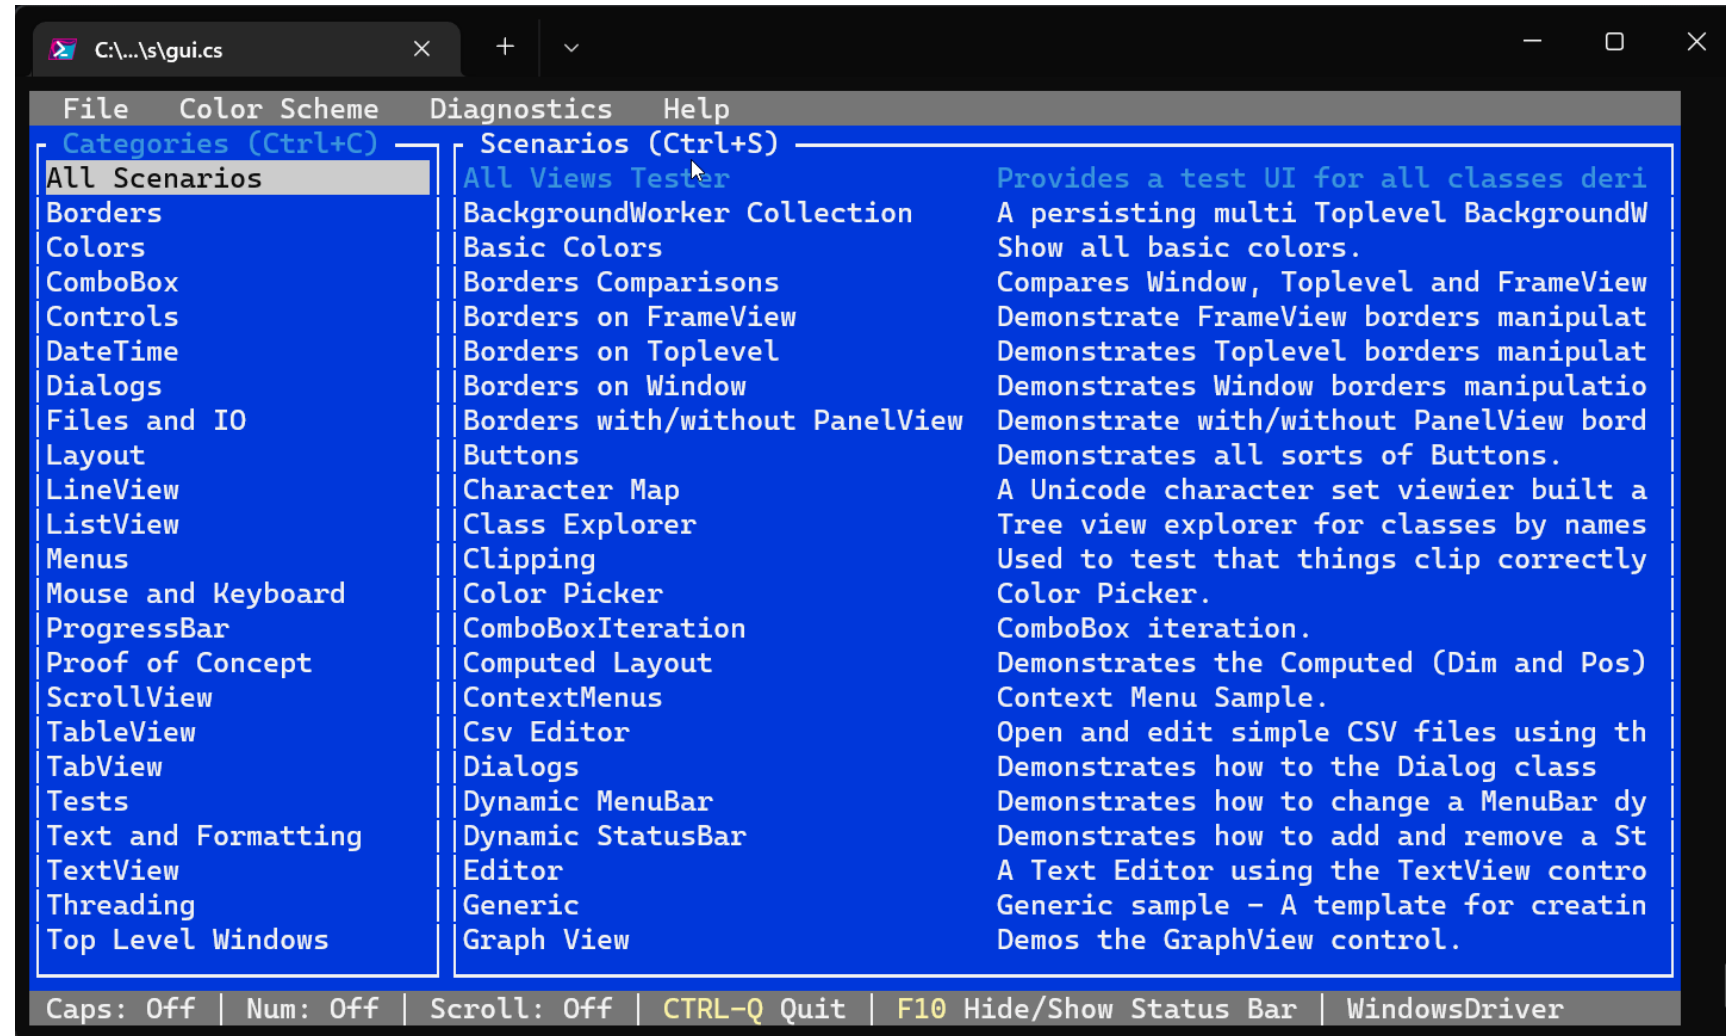 C:\...\s\gui.cs
File Color Scheme Diagnostics Help
Categories (Ctrl+C) Scenarios (Ctrl+S)
All Scenarios All Views Tester Provides a test UI for all classes deri
Borders BackgroundWorker Collection A persisting multi Toplevel BackgroundW
Colors Basic Colors Show all basic colors.
ComboBox Borders Comparisons Compares Window, Toplevel and FrameView
Controls Borders on FrameView Demonstrate FrameView borders manipulat
DateTime Borders on Toplevel Demonstrates Toplevel borders manipulat
Dialogs Borders on Window Demonstrates Window borders manipulatio
Files and IO Borders with/without PanelView Demonstrate with/without PanelView bord
Layout Buttons Demonstrates all sorts of Buttons.
LineView Character Map A Unicode character set viewier built a
ListView Class Explorer Tree view explorer for classes by names
Menus Clipping Used to test that things clip correctly
Mouse and Keyboard Color Picker Color Picker.
ProgressBar ComboBoxIteration ComboBox iteration.
Proof of Concept Computed Layout Demonstrates the Computed (Dim and Pos)
ScrollView ContextMenus Context Menu Sample.
TableView Csv Editor Open and edit simple CSV files using th
TabView Dialogs Demonstrates how to the Dialog class
Tests Dynamic MenuBar Demonstrates how to change a MenuBar dy
Text and Formatting Dynamic StatusBar Demonstrates how to add and remove a St
TextView Editor A Text Editor using the TextView contro
Threading Generic Generic sample - A template for creatin
Top Level Windows Graph View Demos the GraphView control.
Caps: Off │ Num: Off │ Scroll: Off │ CTRL-Q Quit │ F10 Hide/Show Status Bar │ WindowsDriver